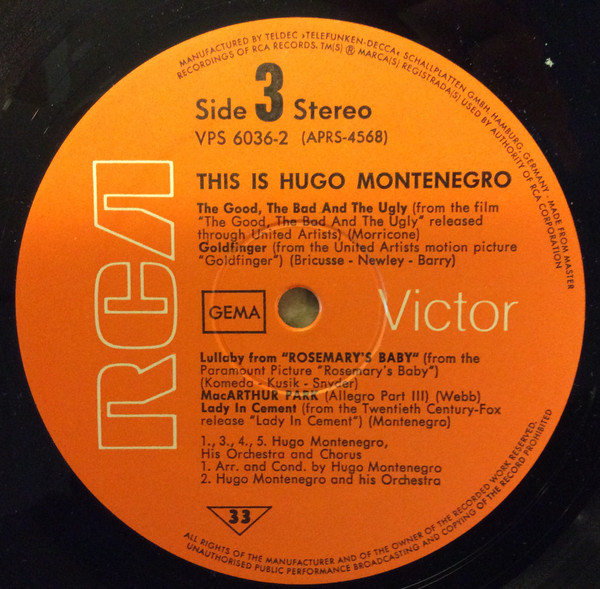 MANUFACTURED BY TELDEC »TELEFUNKEN-DECCA« SCHALLPLATTEN GMBH, HAMBURG, GERMANY - MADE FROM MASTER
RECORDINGS OF RCA RECORDS. TM(S) ® MARCA(S) REGISTRADA(S) USED BY AUTHORITY OF RCA CORPORATION
Side 3 Stereo
VPS 6036-2 (APRS-4568)
RCA
THIS IS HUGO MONTENEGRO
The Good, The Bad And The Ugly (from the film
"The Good, The Bad And The Ugly" released
through United Artists) (Morricone)
Goldfinger (from the United Artists motion picture
"Goldfinger") (Bricusse - Newley - Barry)
GEMA
Victor
Lullaby from "ROSEMARY'S BABY" (from the
Paramount Picture "Rosemary's Baby")
(Komeda - Kusik - Snyder)
MacARTHUR PARK (Allegro Part III) (Webb)
Lady In Cement (from the Twentieth Century-Fox
release "Lady In Cement") (Montenegro)
1., 3., 4., 5. Hugo Montenegro,
His Orchestra and Chorus
1. Arr. and Cond. by Hugo Montenegro
2. Hugo Montenegro and his Orchestra
33
ALL RIGHTS OF THE MANUFACTURER AND OF THE OWNER OF THE RECORDED WORK RESERVED.
UNAUTHORISED PUBLIC PERFORMANCE BROADCASTING AND COPYING OF THE RECORD PROHIBITED